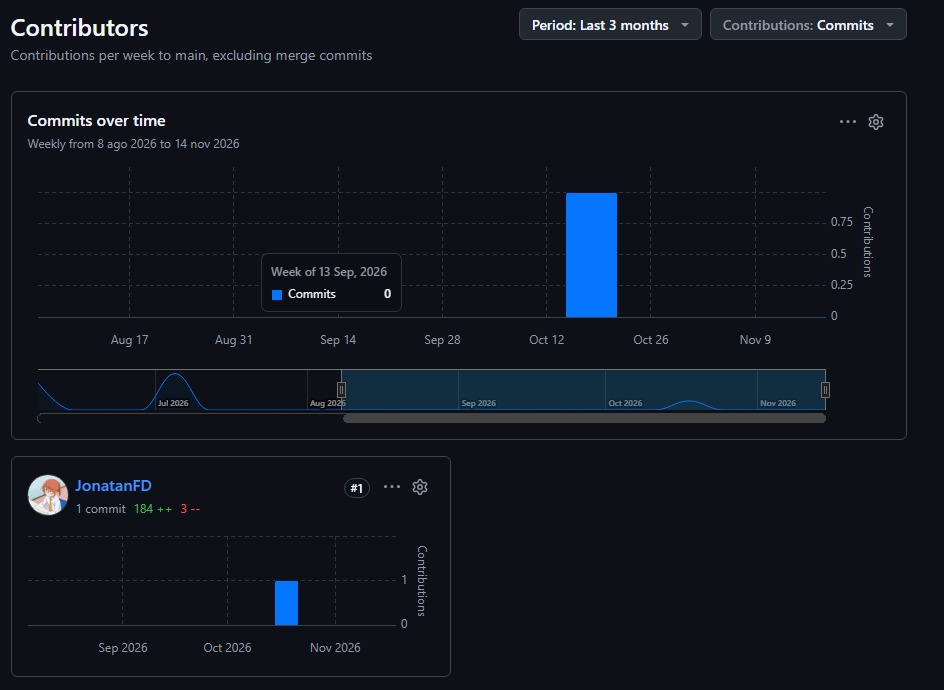 Contributors
Period: Last 3 months
Contributions: Commits
Contributions per week to main, excluding merge commits
Commits over time
Weekly from 8 ago 2026 to 14 nov 2026
0.75
0.5
0.25
0
Contributions
Week of 13 Sep, 2026
Commits 0
Aug 17 Aug 31 Sep 14 Sep 28 Oct 12 Oct 26 Nov 9
Jul 2026 Aug 2026 Sep 2026 Oct 2026 Nov 2026
JonatanFD
#1
1 commit 184 ++ 3 --
1
0
Contributions
Sep 2026 Oct 2026 Nov 2026